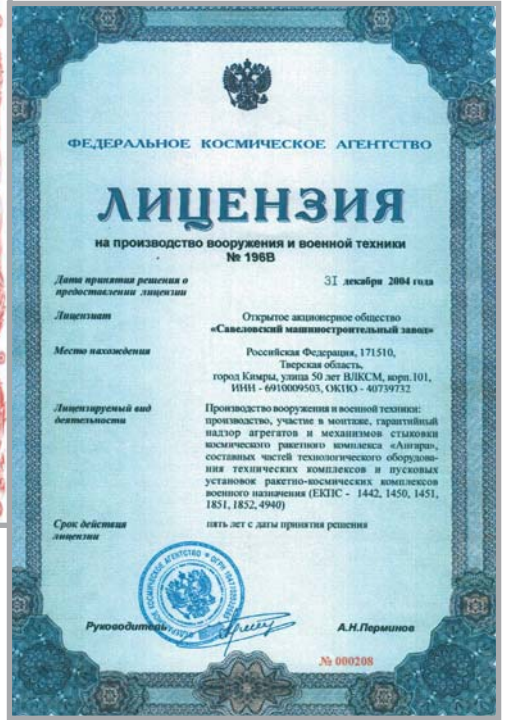 ФЕДЕРАЛЬНОЕ КОСМИЧЕСКОЕ АГЕНТСТВО
ЛИЦЕНЗИЯ
на производство вооружения и военной техники
№ 196В
Дата принятия решения о
предоставлении лицензии
31 декабря 2004 года
Лицензиат
Открытое акционерное общество
«Савеловский машиностроительный завод»
Место нахождения
Российская Федерация, 171510,
Тверская область,
город Кимры, улица 50 лет ВЛКСМ, корп.101,
ИНН - 6910009503, ОКПО - 40739732
Лицензируемый вид
деятельности
Производство вооружения и военной техники:
производство, участие в монтаже, гарантийный
надзор агрегатов и механизмов стыковки
космического ракетного комплекса «Ангара»,
составных частей технологического оборудова-
ния технических комплексов и пусковых
установок ракетно-космических комплексов
военного назначения (ЕКПС - 1442, 1450, 1451,
1851, 1852, 4940)
Срок действия
лицензии
пять лет с даты принятия решения
Руководитель
А.Н.Перминов
№ 000208